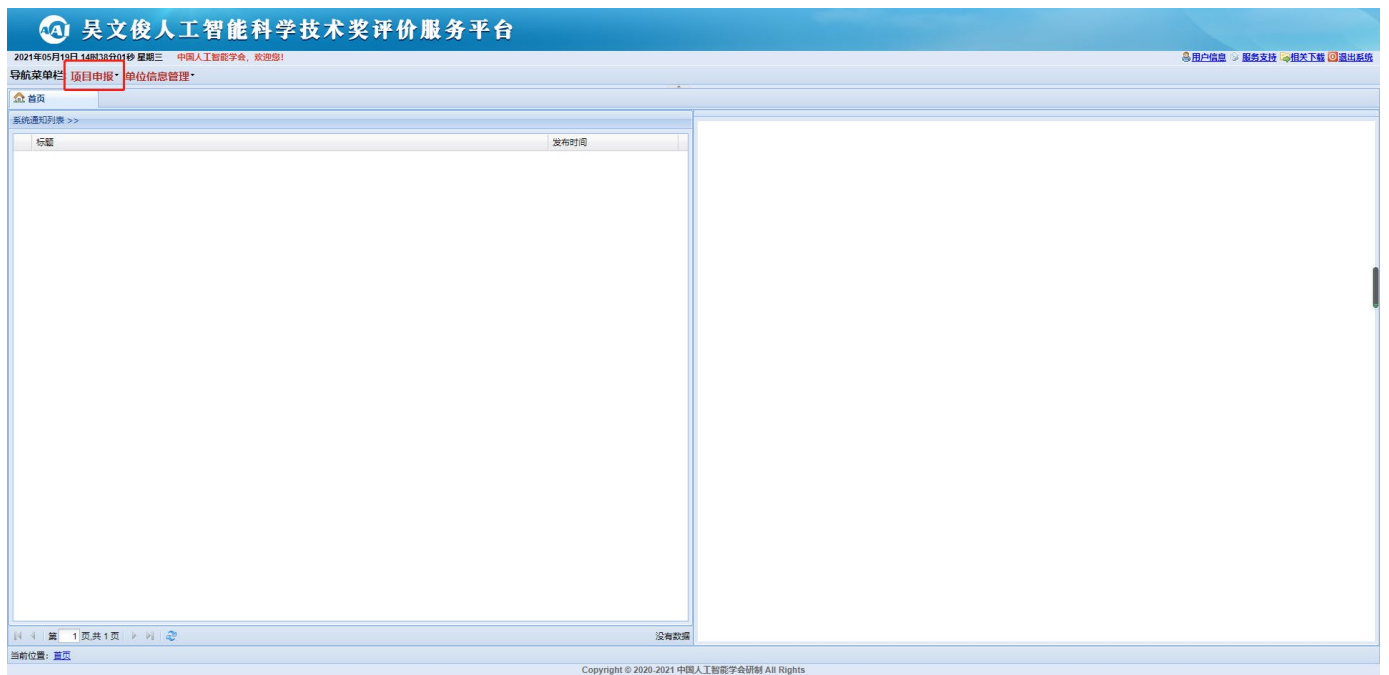 吴文俊人工智能科学技术奖评价服务平台
2021年05月19日 14时38分01秒 星期三 中国人工智能学会，欢迎您！ 用户信息 服务支持 相关下载 退出系统
导航菜单栏 项目申报 单位信息管理
首页
系统通知列表 >>
标题 发布时间
第 1 页,共 1 页 没有数据
当前位置：首页
Copyright © 2020-2021 中国人工智能学会研制 All Rights